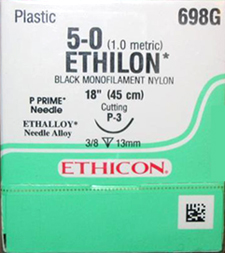 Plastic 698G
5-0 (1.0 metric)
ETHILON*
BLACK MONOFILAMENT NYLON
18" (45 cm)
P PRIME* Cutting
Needle P-3
ETHALLOY*
Needle Alloy
3/8 13mm
ETHICON